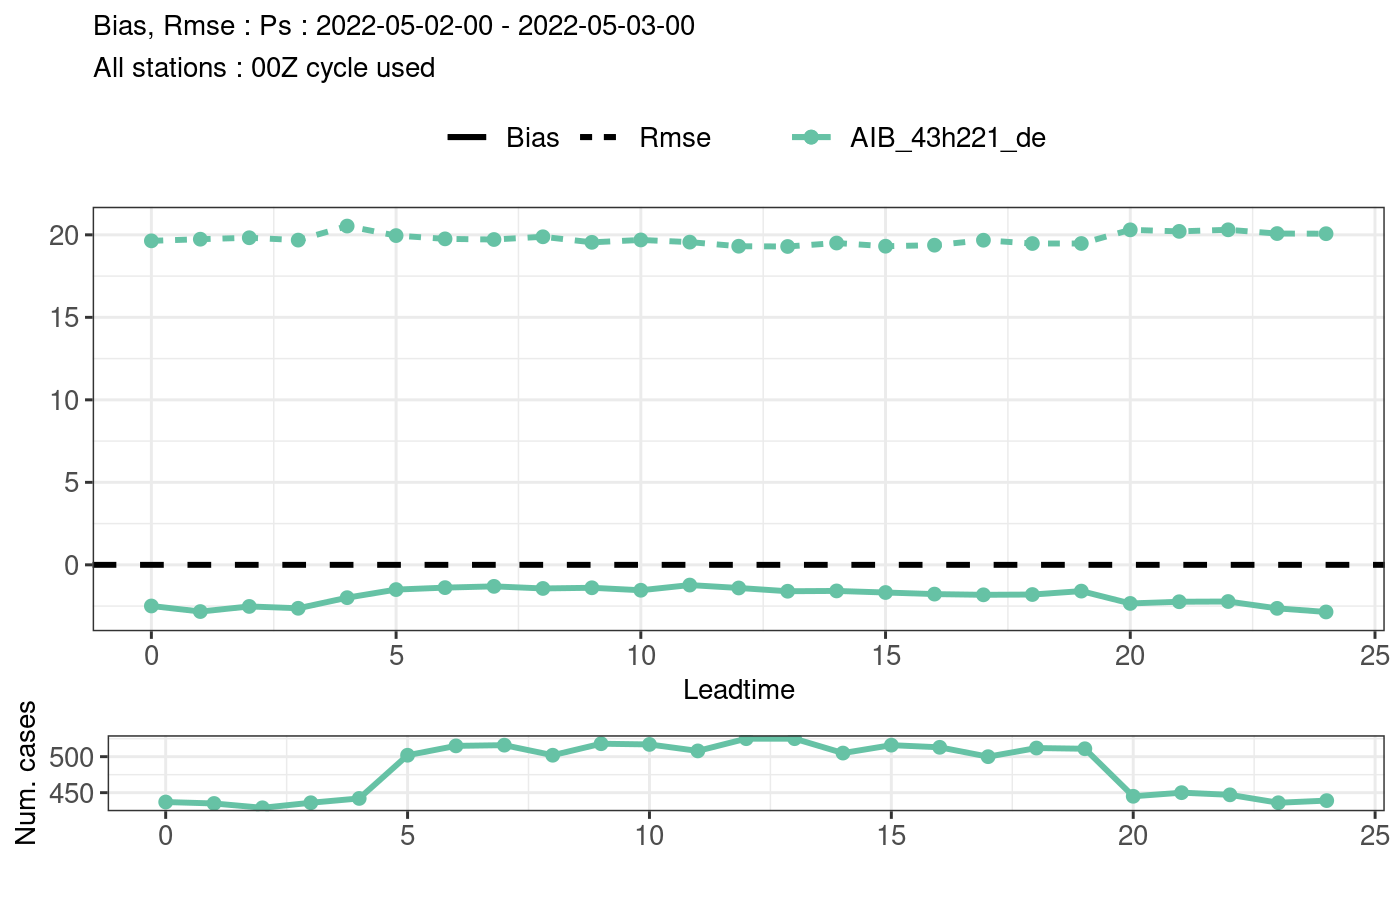 Bias, Rmse : Ps : 2022-05-02-00 - 2022-05-03-00
All stations : 00Z cycle used
Bias Rmse AIB_43h221_de
20
15
10
5
0
0 5 10 15 20 25
Leadtime
Num. cases
500
450
0 5 10 15 20 25